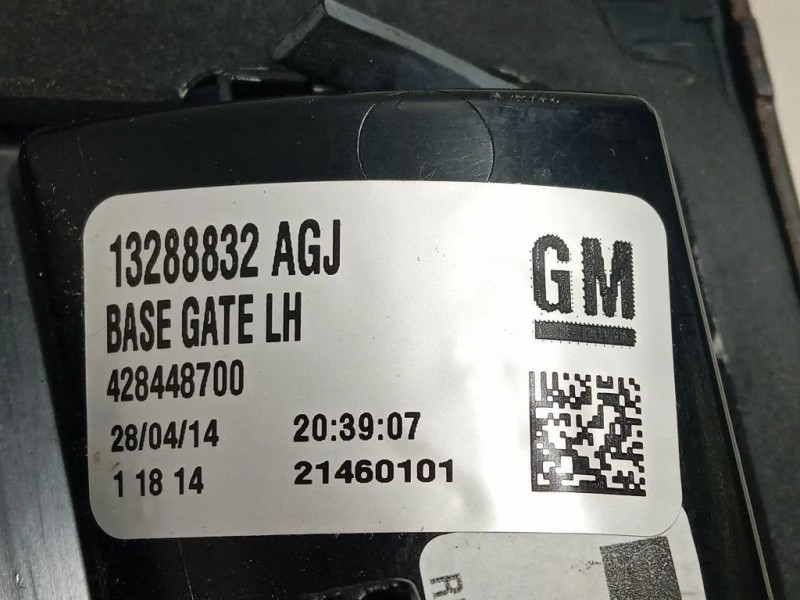 13288832 AGJ
GM
BASE GATE LH
428448700
28/04/14 20:39:07
1 18 14 21460101